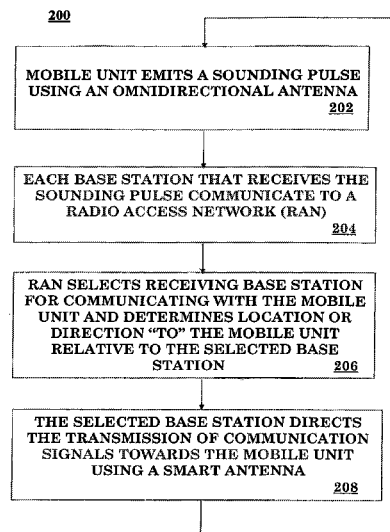 200
MOBILE UNIT EMITS A SOUNDING PULSE
USING AN OMNIDIRECTIONAL ANTENNA
202
EACH BASE STATION THAT RECEIVES THE
SOUNDING PULSE COMMUNICATE TO A
RADIO ACCESS NETWORK (RAN)
204
RAN SELECTS RECEIVING BASE STATION
FOR COMMUNICATING WITH THE MOBILE
UNIT AND DETERMINES LOCATION OR
DIRECTION "TO" THE MOBILE UNIT
RELATIVE TO THE SELECTED BASE
STATION 206
THE SELECTED BASE STATION DIRECTS
THE TRANSMISSION OF COMMUNICATION
SIGNALS TOWARDS THE MOBILE UNIT
USING A SMART ANTENNA
208